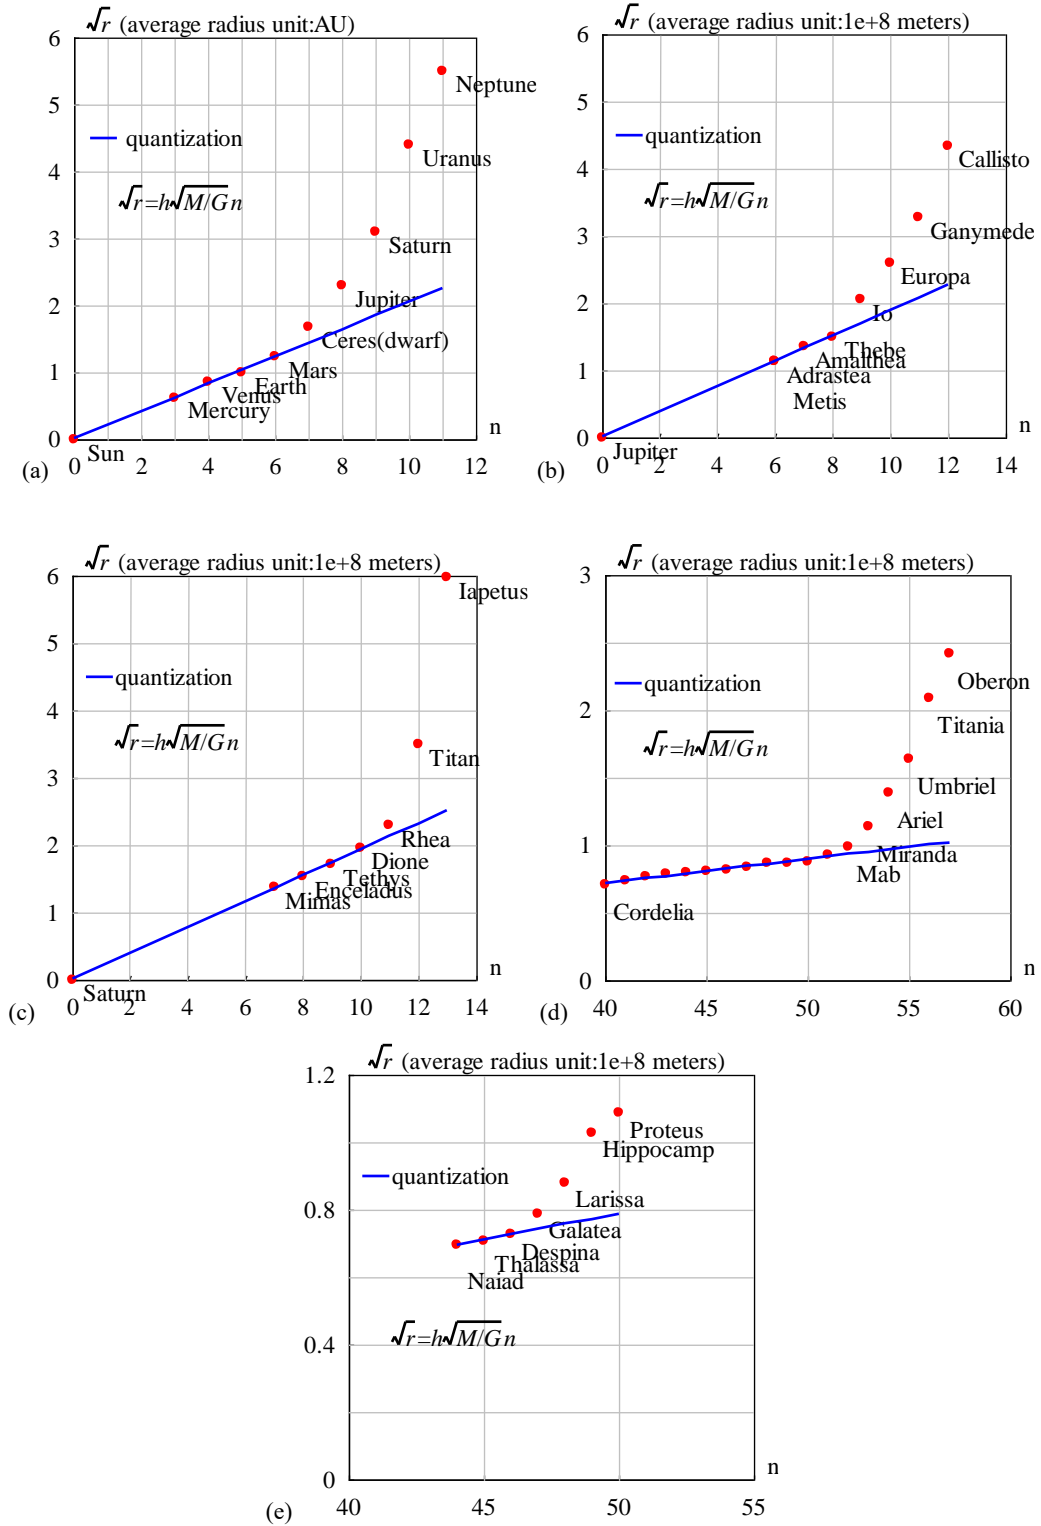 √r (average radius unit:AU)
6
5
4
3
2
1
0
quantization
√r=h√M/Gn
Neptune
Uranus
Saturn
Jupiter
Ceres(dwarf)
Mars
Earth
Venus
Mercury
Sun
n
0 2 4 6 8 10 12
(a)
√r (average radius unit:1e+8 meters)
6
5
4
3
2
1
0
quantization
√r=h√M/Gn
Callisto
Ganymede
Europa
Io
Thebe
Amalthea
Adrastea
Metis
Jupiter
n
0 2 4 6 8 10 12 14
(b)
√r (average radius unit:1e+8 meters)
6
5
4
3
2
1
0
Iapetus
quantization
√r=h√M/Gn
Titan
Rhea
Dione
Tethys
Enceladus
Mimas
Saturn
n
0 2 4 6 8 10 12 14
(c)
√r (average radius unit:1e+8 meters)
3
2
1
0
quantization
√r=h√M/Gn
Oberon
Titania
Umbriel
Ariel
Miranda
Mab
Cordelia
n
40 45 50 55 60
(d)
√r (average radius unit:1e+8 meters)
1.2
0.8
0.4
0
Proteus
Hippocamp
quantization
Larissa
Galatea
Despina
Thalassa
Naiad
√r=h√M/Gn
n
40 45 50 55
(e)